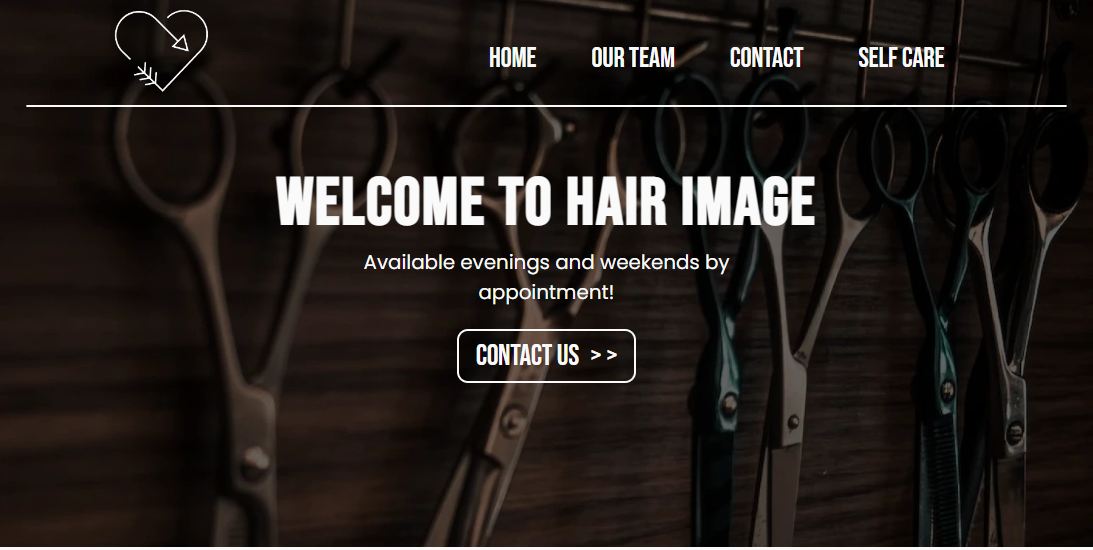 HOME OUR TEAM CONTACT SELF CARE
WELCOME TO HAIR IMAGE
Available evenings and weekends by
appointment!
CONTACT US >>